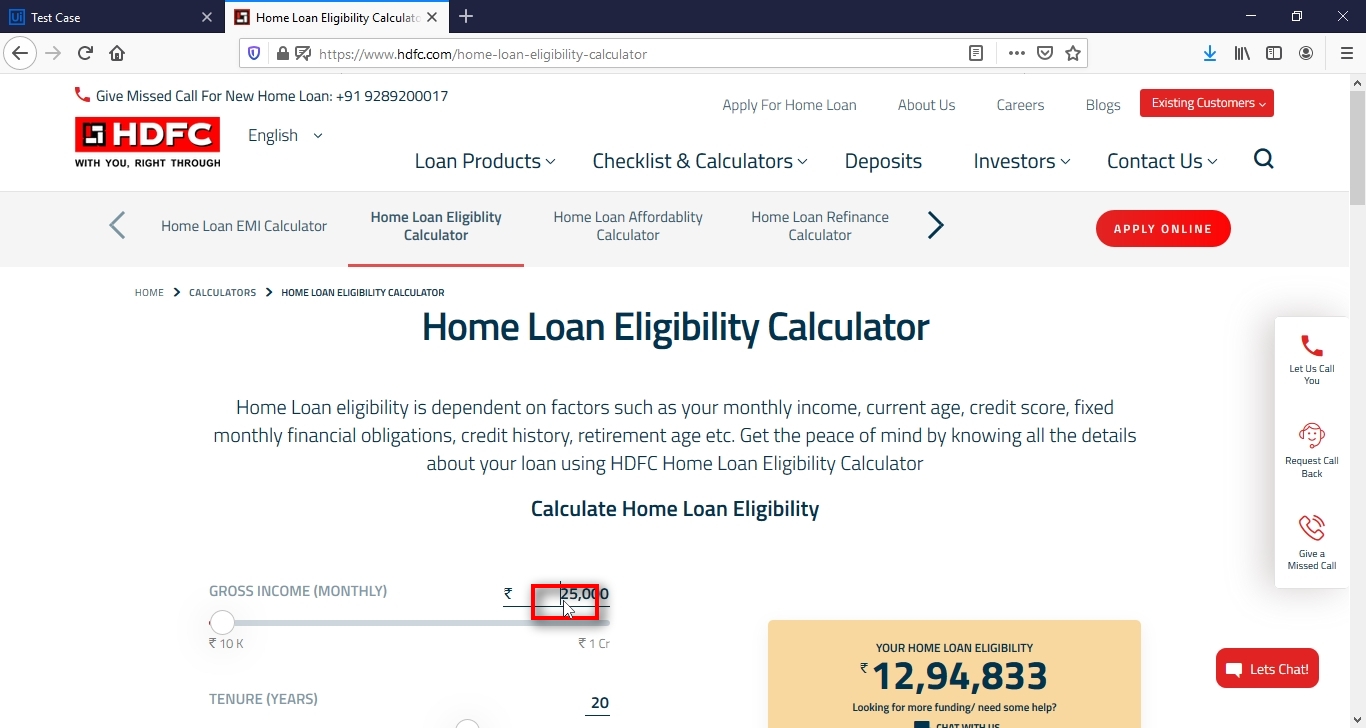 Test Case
Home Loan Eligibility Calculato
https://www.hdfc.com/home-loan-eligibility-calculator
Give Missed Call For New Home Loan: +91 9289200017
Apply For Home Loan
About Us
Careers
Blogs
Existing Customers
HDFC
WITH YOU, RIGHT THROUGH
English
Loan Products
Checklist & Calculators
Deposits
Investors
Contact Us
Home Loan EMI Calculator
Home Loan Eligiblity
Calculator
Home Loan Affordablity
Calculator
Home Loan Refinance
Calculator
APPLY ONLINE
HOME
CALCULATORS
HOME LOAN ELIGIBILITY CALCULATOR
Home Loan Eligibility Calculator
Home Loan eligibility is dependent on factors such as your monthly income, current age, credit score, fixed
monthly financial obligations, credit history, retirement age etc. Get the peace of mind by knowing all the details
about your loan using HDFC Home Loan Eligibility Calculator
Calculate Home Loan Eligibility
Let Us Call
You
Request Call
Back
Give a
Missed Call
GROSS INCOME (MONTHLY)
₹ 25,000
₹ 10 K
₹ 1 Cr
TENURE (YEARS)
20
YOUR HOME LOAN ELIGIBILITY
₹12,94,833
Looking for more funding/ need some help?
CHAT WITH US
Lets Chat!